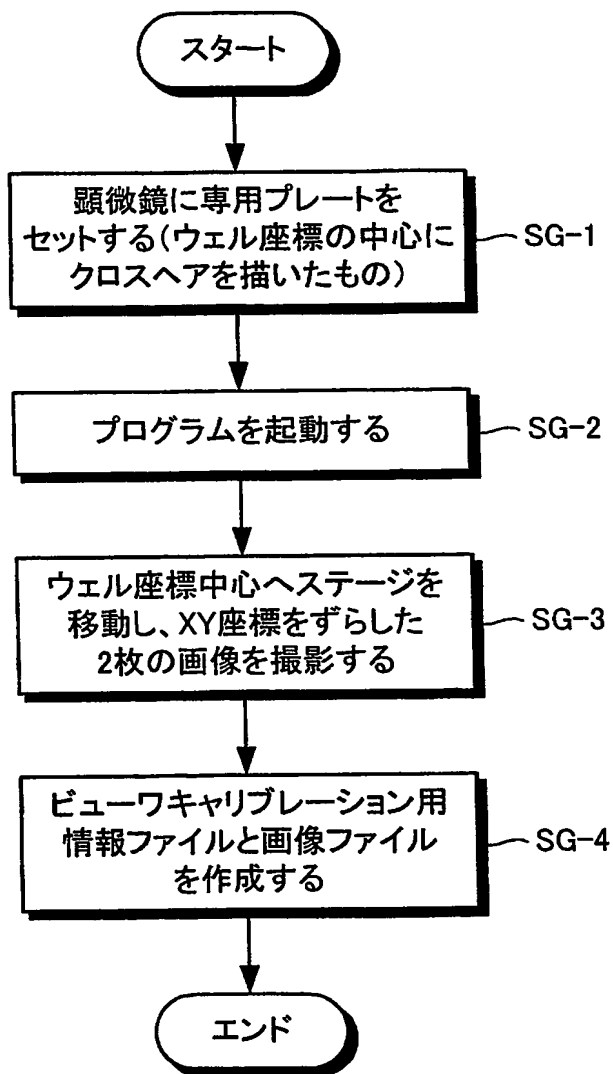 スタート
顕微鏡に専用プレートを
セットする(ウェル座標の中心に
クロスヘアを描いたもの)
SG-1
プログラムを起動する
SG-2
ウェル座標中心へステージを
移動し、XY座標をずらした
2枚の画像を撮影する
SG-3
ビューワキャリブレーション用
情報ファイルと画像ファイル
を作成する
SG-4
エンド